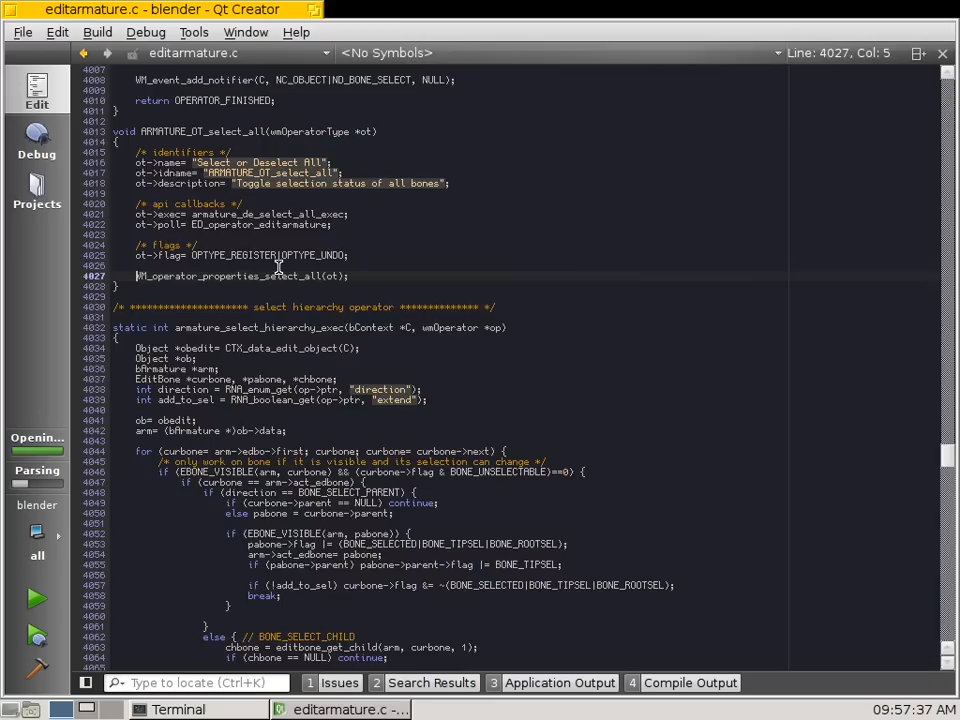 editarmature.c - blender - Qt Creator
File Edit Build Debug Tools Window Help
editarmature.c <No Symbols> Line: 4027, Col: 5
4007
4008 WM_event_add_notifier(C, NC_OBJECT|ND_BONE_SELECT, NULL);
4009
4010 return OPERATOR_FINISHED;
4011 }
4012
4013 void ARMATURE_OT_select_all(wmOperatorType *ot)
4014 {
4015 /* identifiers */
4016 ot->name= "Select or Deselect All";
4017 ot->idname= "ARMATURE_OT_select_all";
4018 ot->description= "Toggle selection status of all bones";
4019
4020 /* api callbacks */
4021 ot->exec= armature_de_select_all_exec;
4022 ot->poll= ED_operator_editarmature;
4023
4024 /* flags */
4025 ot->flag= OPTYPE_REGISTER|OPTYPE_UNDO;
4026
4027 WM_operator_properties_select_all(ot);
4028 }
4029
4030 /* ********************* select hierarchy operator ************** */
4031
4032 static int armature_select_hierarchy_exec(bContext *C, wmOperator *op)
4033 {
4034 Object *obedit= CTX_data_edit_object(C);
4035 Object *ob;
4036 bArmature *arm;
4037 EditBone *curbone, *pabone, *chbone;
4038 int direction = RNA_enum_get(op->ptr, "direction");
4039 int add_to_sel = RNA_boolean_get(op->ptr, "extend");
4040
4041 ob= obedit;
4042 arm= (bArmature *)ob->data;
4043
4044 for (curbone= arm->edbo->first; curbone; curbone= curbone->next) {
4045 /* only work on bone if it is visible and its selection can change */
4046 if (EBONE_VISIBLE(arm, curbone) && (curbone->flag & BONE_UNSELECTABLE)==0) {
4047 if (curbone == arm->act_edbone) {
4048 if (direction == BONE_SELECT_PARENT) {
4049 if (curbone->parent == NULL) continue;
4050 else pabone = curbone->parent;
4051
4052 if (EBONE_VISIBLE(arm, pabone)) {
4053 pabone->flag |= (BONE_SELECTED|BONE_TIPSEL|BONE_ROOTSEL);
4054 arm->act_edbone= pabone;
4055 if (pabone->parent) pabone->parent->flag |= BONE_TIPSEL;
4056
4057 if (!add_to_sel) curbone->flag &= ~(BONE_SELECTED|BONE_TIPSEL|BONE_ROOTSEL);
4058 break;
4059 }
4060
4061 }
4062 else { // BONE_SELECT_CHILD
4063 chbone = editbone_get_child(arm, curbone, 1);
4064 if (chbone == NULL) continue;
4065
Edit
Debug
Projects
Openin...
Parsing
blender
all
Type to locate (Ctrl+K) 1 Issues 2 Search Results 3 Application Output 4 Compile Output
Terminal editarmature.c -... 09:57:37 AM